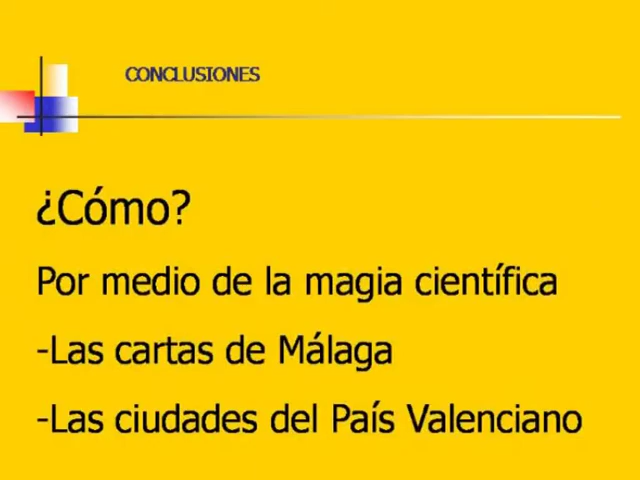 CONCLUSIONES
¿Cómo?
Por medio de la magia científica
-Las cartas de Málaga
-Las ciudades del País Valenciano